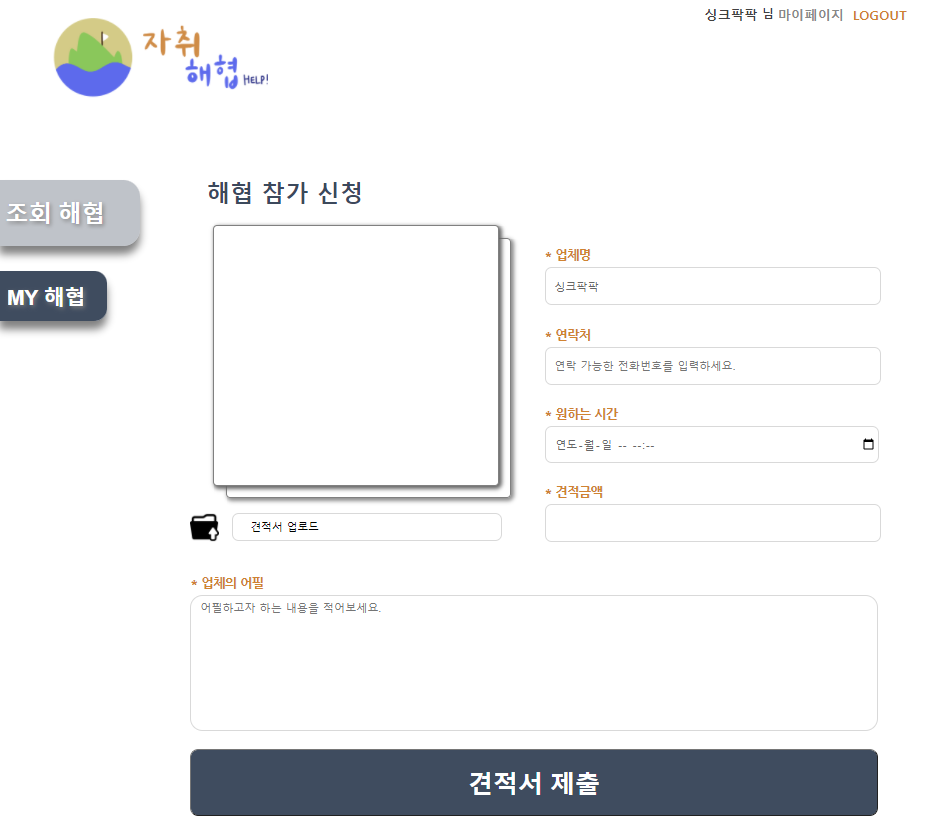 싱크팍팍 님 마이페이지 LOGOUT
자취
해협 HELP!
해협 참가 신청
조회 해협
MY 해협
* 업체명
싱크팍팍
* 연락처
연락 가능한 전화번호를 입력하세요.
* 원하는 시간
연도-월-일 -- --:--
* 견적금액
견적서 업로드
* 업체의 어필
어필하고자 하는 내용을 적어보세요.
견적서 제출